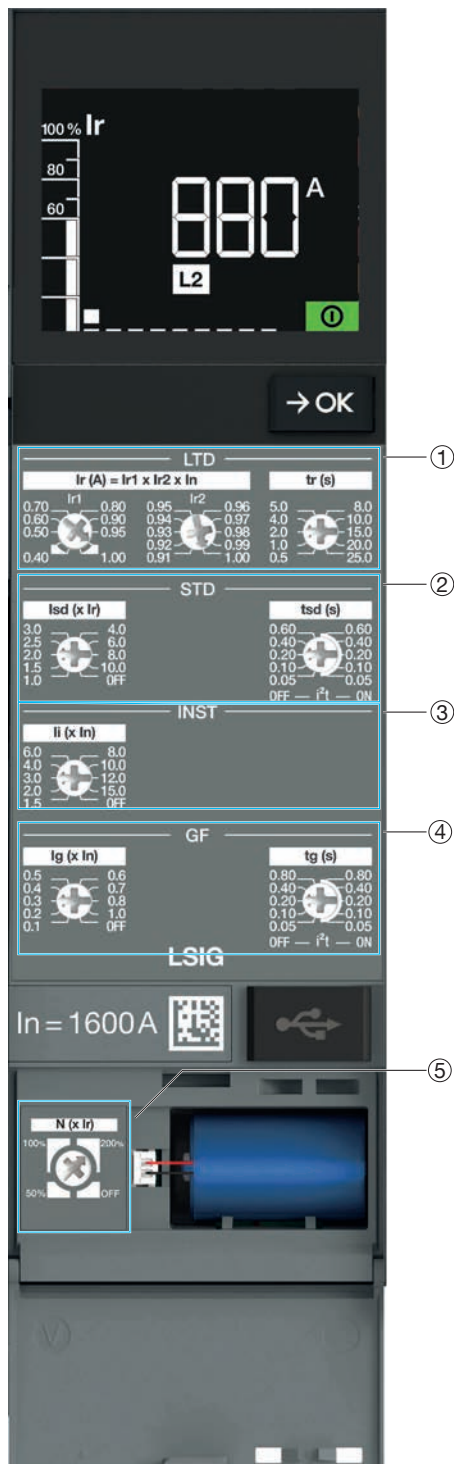 100 % Ir
80
60
880 A
L2
→ OK
LTD
Ir (A) = Ir1 x Ir2 x In tr (s)
Ir1 Ir2
0.70 0.80 0.95 0.96 5.0 8.0
0.60 0.90 0.94 0.97 4.0 10.0
0.50 0.95 0.93 0.98 2.0 15.0
0.92 0.99 1.0 20.0
0.40 1.00 0.91 1.00 0.5 25.0
1
STD
2
Isd (x Ir) tsd (s)
3.0 4.0 0.60 0.60
2.5 6.0 0.40 0.40
2.0 8.0 0.20 0.20
1.5 10.0 0.10 0.10
1.0 OFF 0.05 0.05
OFF — i²t — ON
INST
3
Ii (x In)
6.0 8.0
4.0 10.0
3.0 12.0
2.0 15.0
1.5 OFF
GF
4
Ig (x In) tg (s)
0.5 0.6 0.80 0.80
0.4 0.7 0.40 0.40
0.3 0.8 0.20 0.20
0.2 1.0 0.10 0.10
0.1 OFF 0.05 0.05
OFF — i²t — ON
LSIG
In = 1600 A
5
N (x Ir)
100% 200%
50% OFF